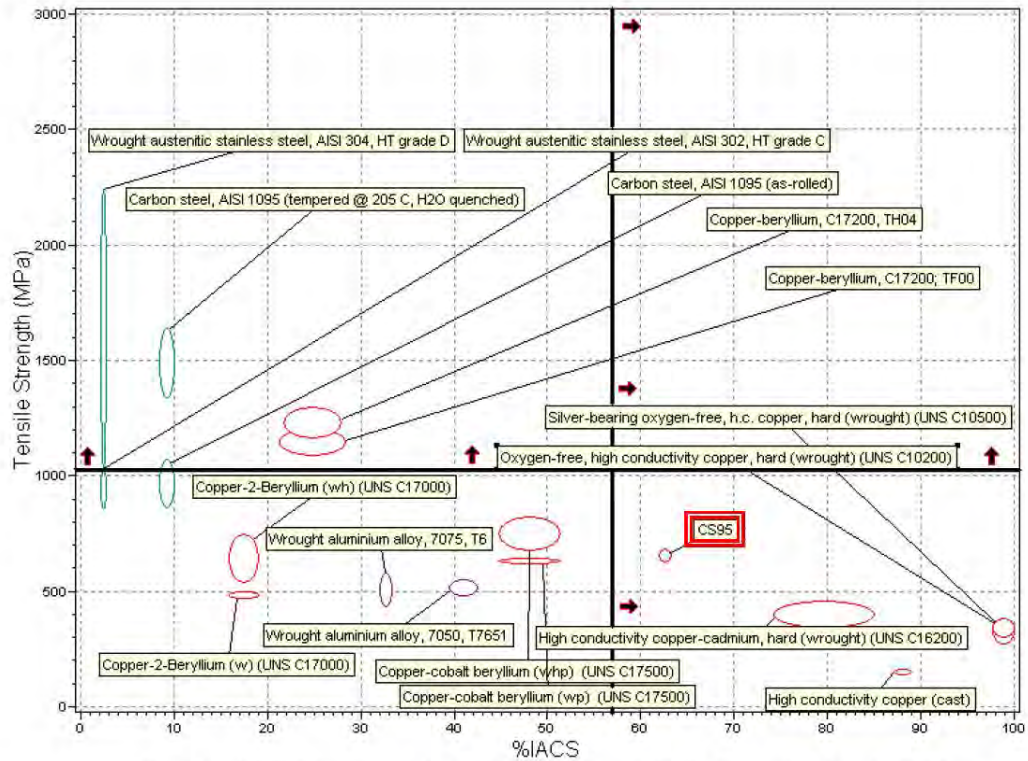 3000
2500
2000
1500
1000
500
0
Tensile Strength (MPa)
Wrought austenitic stainless steel, AISI 304, HT grade D
Wrought austenitic stainless steel, AISI 302, HT grade C
Carbon steel, AISI 1095 (tempered @ 205 C, H2O quenched)
Carbon steel, AISI 1095 (as-rolled)
Copper-beryllium, C17200, TH04
Copper-beryllium, C17200; TF00
Silver-bearing oxygen-free, h.c. copper, hard (wrought) (UNS C10500)
Oxygen-free, high conductivity copper, hard (wrought) (UNS C10200)
Copper-2-Beryllium (wh) (UNS C17000)
CS95
Wrought aluminium alloy, 7075, T6
Wrought aluminium alloy, 7050, T7651
High conductivity copper-cadmium, hard (wrought) (UNS C16200)
Copper-2-Beryllium (w) (UNS C17000)
Copper-cobalt beryllium (whp) (UNS C17500)
Copper-cobalt beryllium (wp) (UNS C17500)
High conductivity copper (cast)
0 10 20 30 40 50 60 70 80 90 100
%IACS